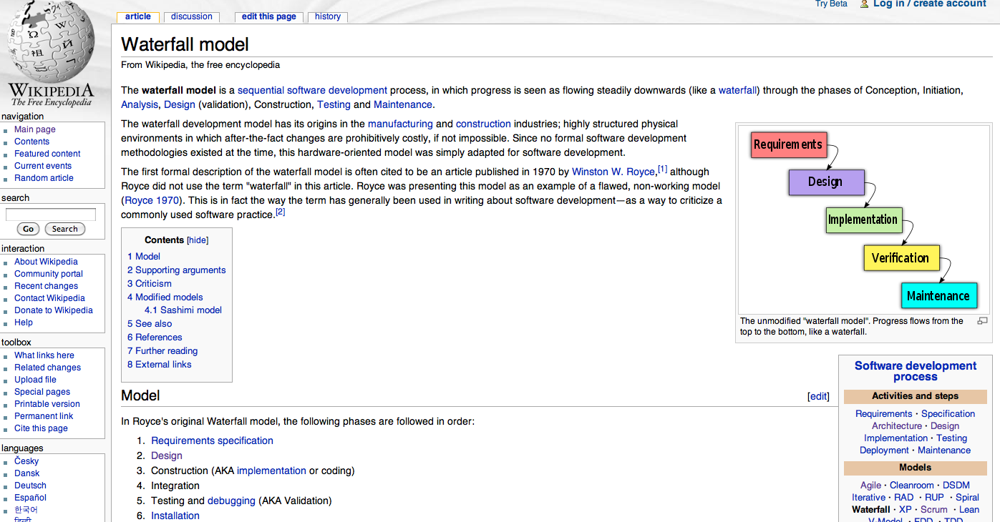 Try Beta Log in / create account
article discussion edit this page history
WIKIPEDIA
The Free Encyclopedia
navigation
Main page
Contents
Featured content
Current events
Random article
search
Go Search
interaction
About Wikipedia
Community portal
Recent changes
Contact Wikipedia
Donate to Wikipedia
Help
toolbox
What links here
Related changes
Upload file
Special pages
Printable version
Permanent link
Cite this page
languages
Česky
Dansk
Deutsch
Español
한국어
Waterfall model
From Wikipedia, the free encyclopedia
The waterfall model is a sequential software development process, in which progress is seen as flowing steadily downwards (like a waterfall) through the phases of Conception, Initiation,
Analysis, Design (validation), Construction, Testing and Maintenance.
The waterfall development model has its origins in the manufacturing and construction industries; highly structured physical
environments in which after-the-fact changes are prohibitively costly, if not impossible. Since no formal software development
methodologies existed at the time, this hardware-oriented model was simply adapted for software development.
The first formal description of the waterfall model is often cited to be an article published in 1970 by Winston W. Royce,[1] although
Royce did not use the term "waterfall" in this article. Royce was presenting this model as an example of a flawed, non-working model
(Royce 1970). This is in fact the way the term has generally been used in writing about software development—as a way to criticize a
commonly used software practice.[2]
Requirements
Design
Implementation
Verification
Maintenance
The unmodified "waterfall model". Progress flows from the
top to the bottom, like a waterfall.
Contents [hide]
1 Model
2 Supporting arguments
3 Criticism
4 Modified models
4.1 Sashimi model
5 See also
6 References
7 Further reading
8 External links
Model [edit]
In Royce's original Waterfall model, the following phases are followed in order:
1. Requirements specification
2. Design
3. Construction (AKA implementation or coding)
4. Integration
5. Testing and debugging (AKA Validation)
6. Installation
Software development
process
Activities and steps
Requirements · Specification
Architecture · Design
Implementation · Testing
Deployment · Maintenance
Models
Agile · Cleanroom · DSDM
Iterative · RAD · RUP · Spiral
Waterfall · XP · Scrum · Lean
V-Model · FDD · TDD